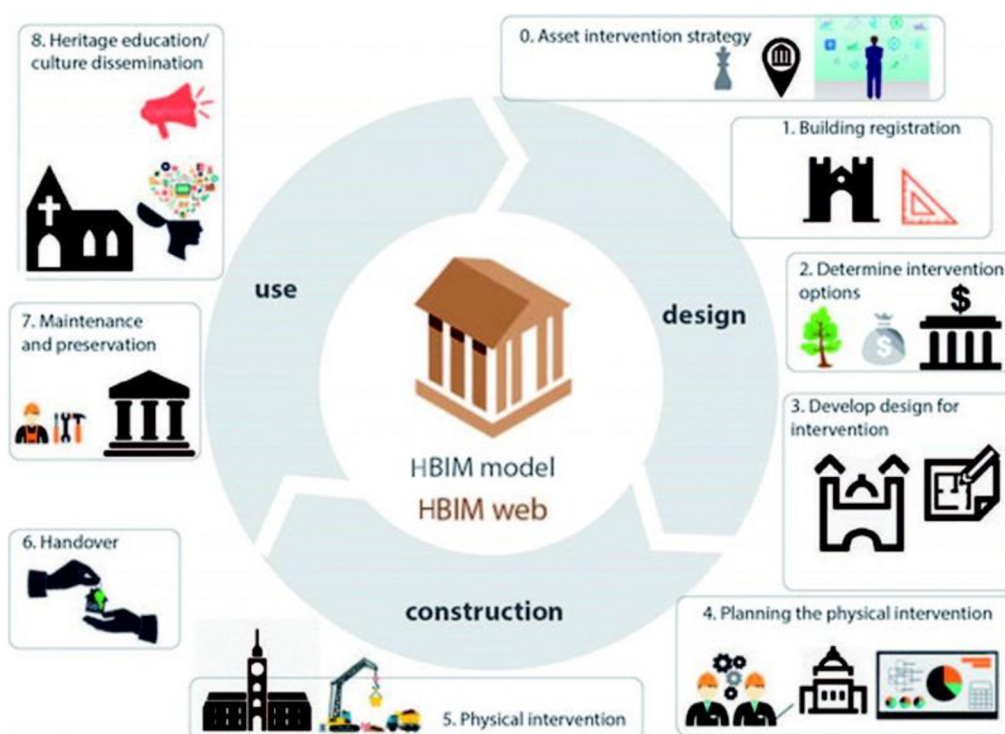 8. Heritage education/
culture dissemination
0. Asset intervention strategy
1. Building registration
2. Determine intervention
options
3. Develop design for
intervention
4. Planning the physical intervention
5. Physical intervention
6. Handover
7. Maintenance
and preservation
use
design
construction
HBIM model
HBIM web
$
$